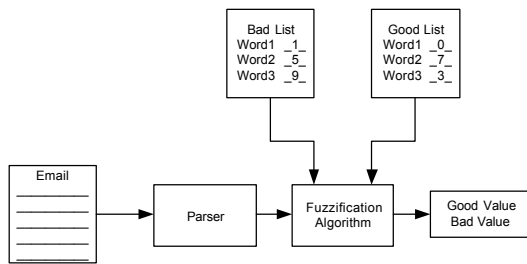 Bad List
Word1 _1_
Word2 _5_
Word3 _9_
Good List
Word1 _0_
Word2 _7_
Word3 _3_
Email
Parser
Fuzzification
Algorithm
Good Value
Bad Value